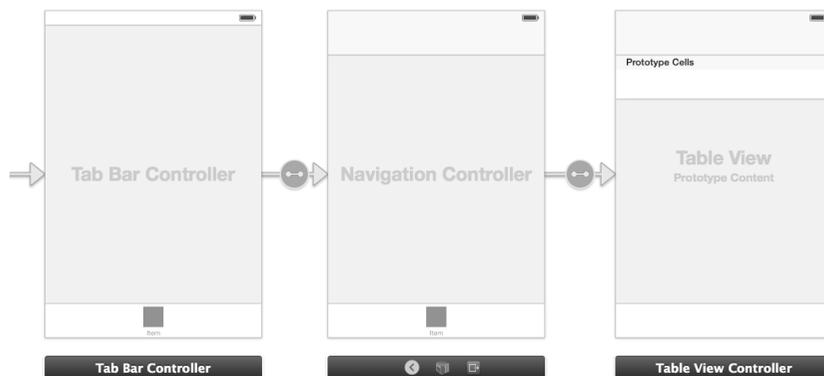 Prototype Cells
Tab Bar Controller
Navigation Controller
Table View
Prototype Content
Item
Item
Tab Bar Controller
Table View Controller